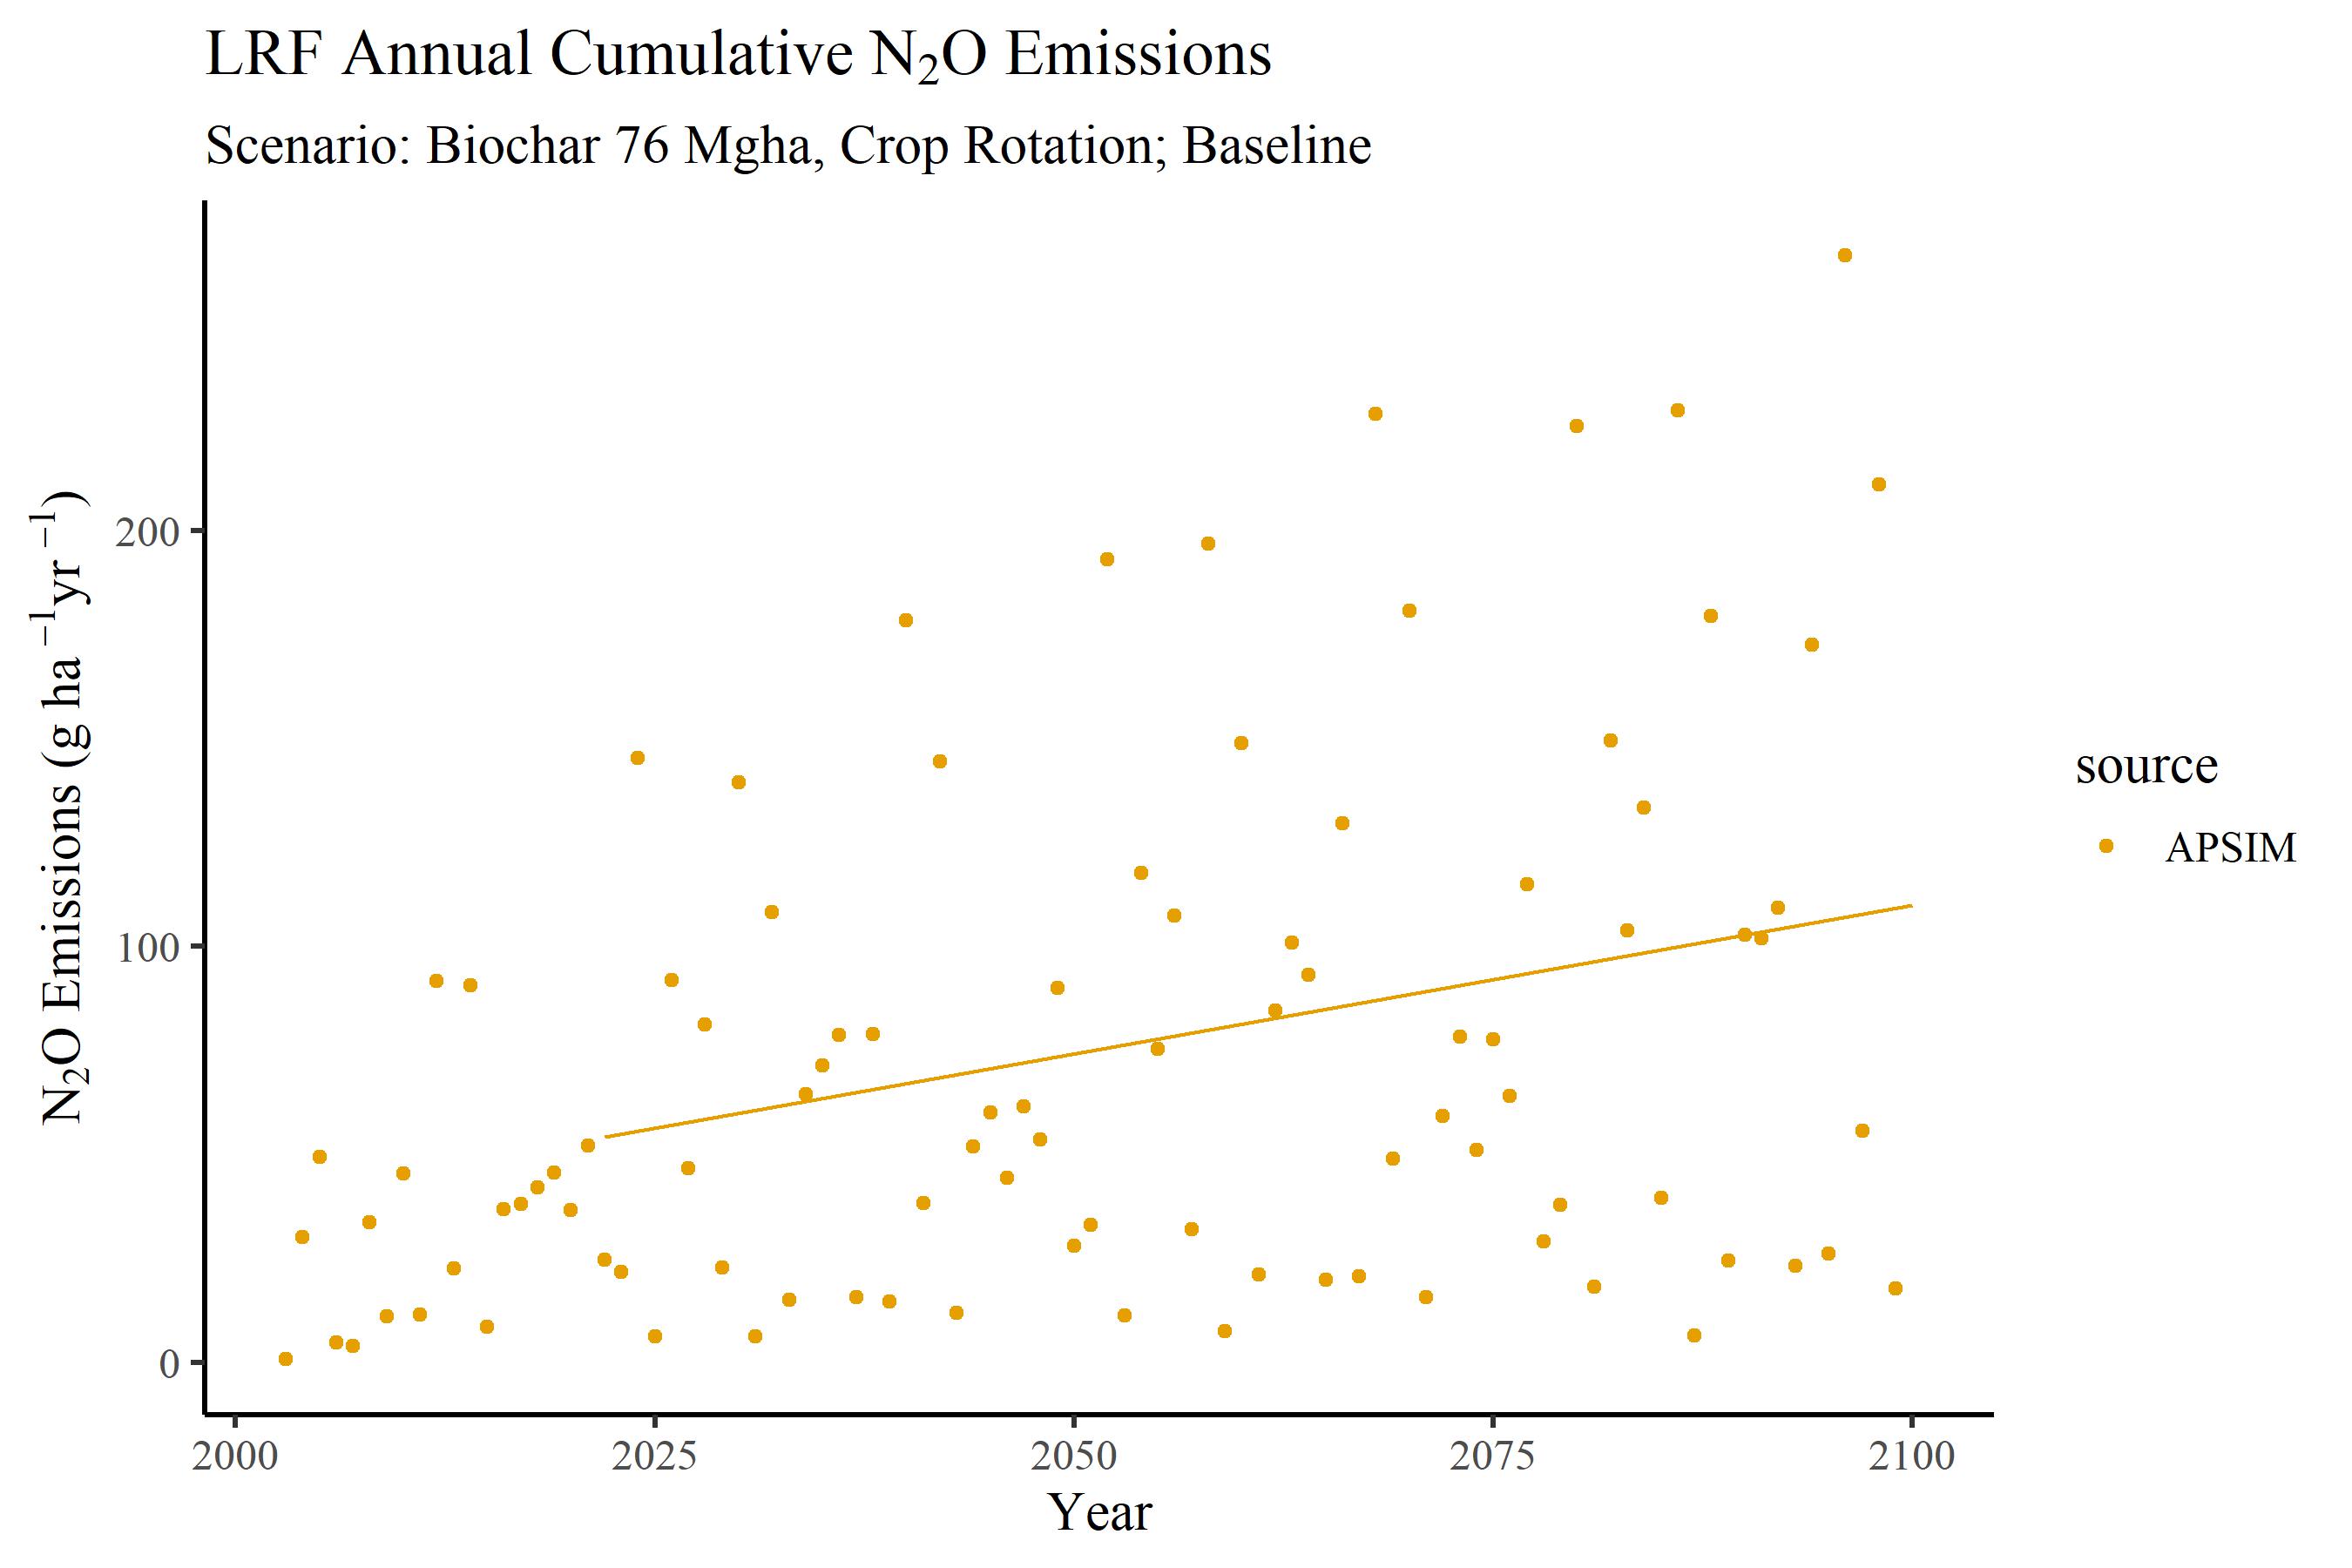 LRF Annual Cumulative N₂O Emissions
Scenario: Biochar 76 Mgha, Crop Rotation; Baseline
N₂O Emissions (g ha ⁻¹yr ⁻¹)
200
100
0
2000 2025 2050 2075 2100
Year
source
APSIM